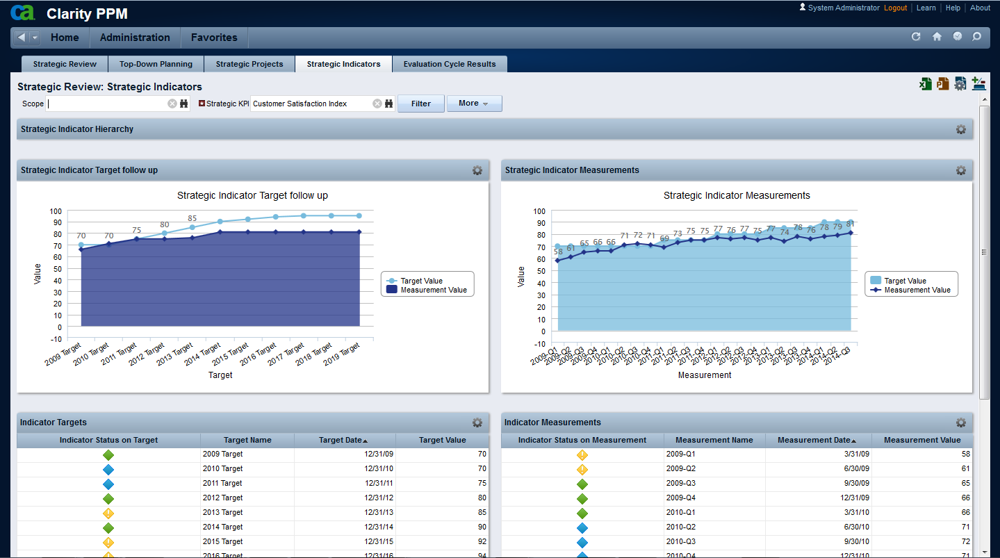 ca Clarity PPM
System Administrator Logout Learn Help About
Home Administration Favorites
Strategic Review Top-Down Planning Strategic Projects Strategic Indicators Evaluation Cycle Results
Strategic Review: Strategic Indicators
Scope Strategic KPI Customer Satisfaction Index Filter More
Strategic Indicator Hierarchy
Strategic Indicator Target follow up
Strategic Indicator Target follow up
100
90
80
70
60
50
40
30
20
10
0
-10
Value
70 70 75 80 85
2009 Target 2010 Target 2011 Target 2012 Target 2013 Target 2014 Target 2015 Target 2016 Target 2017 Target 2018 Target 2019 Target
Target
Target Value
Measurement Value
Strategic Indicator Measurements
Strategic Indicator Measurements
100
90
80
70
60
50
40
30
20
10
0
-10
Value
58 61 65 66 66 71 72 71 69 73 75 75 77 76 77 75 77 74 78 76 78 79 81
2009-Q1 2009-Q2 2009-Q3 2009-Q4 2010-Q1 2010-Q2 2010-Q3 2010-Q4 2011-Q1 2011-Q2 2011-Q3 2011-Q4 2012-Q1 2012-Q2 2012-Q3 2012-Q4 2013-Q1 2013-Q2 2013-Q3 2013-Q4 2014-Q1 2014-Q2 2014-Q3
Measurement
Target Value
Measurement Value
Indicator Targets
Indicator Status on Target Target Name Target Date Target Value
2009 Target 12/31/09 70
2010 Target 12/31/10 70
2011 Target 12/31/11 75
2012 Target 12/31/12 80
2013 Target 12/31/13 85
2014 Target 12/31/14 90
2015 Target 12/31/15 92
2016 Target 12/31/16 94
Indicator Measurements
Indicator Status on Measurement Measurement Name Measurement Date Measurement Value
2009-Q1 3/31/09 58
2009-Q2 6/30/09 61
2009-Q3 9/30/09 65
2009-Q4 12/31/09 66
2010-Q1 3/31/10 66
2010-Q2 6/30/10 71
2010-Q3 9/30/10 72
2010-Q4 12/31/10 71